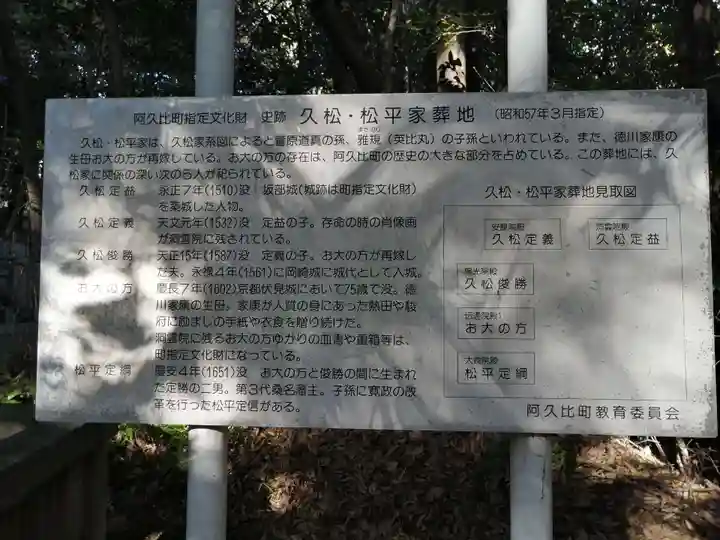 阿久比町指定文化財 史跡 久松・松平家葬地 (昭和57年3月指定)
久松・松平家は、久松家系図によると菅原道真の孫、雅規(英比丸)の子孫といわれている。また、徳川家康の
生母お大の方が再嫁している。お大の方の存在は、阿久比町の歴史の大きな部分を占めている。この葬地には、久
松家に関係の深い次の5人が祀られている。
久松定益 永正7年(1510)没 坂部城(城跡は町指定文化財)
を築城した人物。
久松定義 天文元年(1532)没 定益の子。存命の時の肖像画
が洞雲院に残されている。
久松俊勝 天正15年(1587)没 定義の子。お大の方が再嫁し
た夫。永禄4年(1561)に岡崎城に城代として入城。
お大の方 慶長7年(1602)京都伏見城において75歳で没。徳
川家康の生母。家康が人質の身にあった熱田や駿
府に励ましの手紙や衣食を贈り続けた。
洞雲院に残るお大の方ゆかりの血書や重箱等は、
町指定文化財になっている。
松平定綱 慶安4年(1651)没 お大の方と俊勝の間に生まれ
た定勝の二男。第3代桑名藩主。子孫に寛政の改
革を行った松平定信がある。
久松・松平家葬地見取図
久松定義
久松定益
久松俊勝
お大の方
松平定綱
阿久比町教育委員会